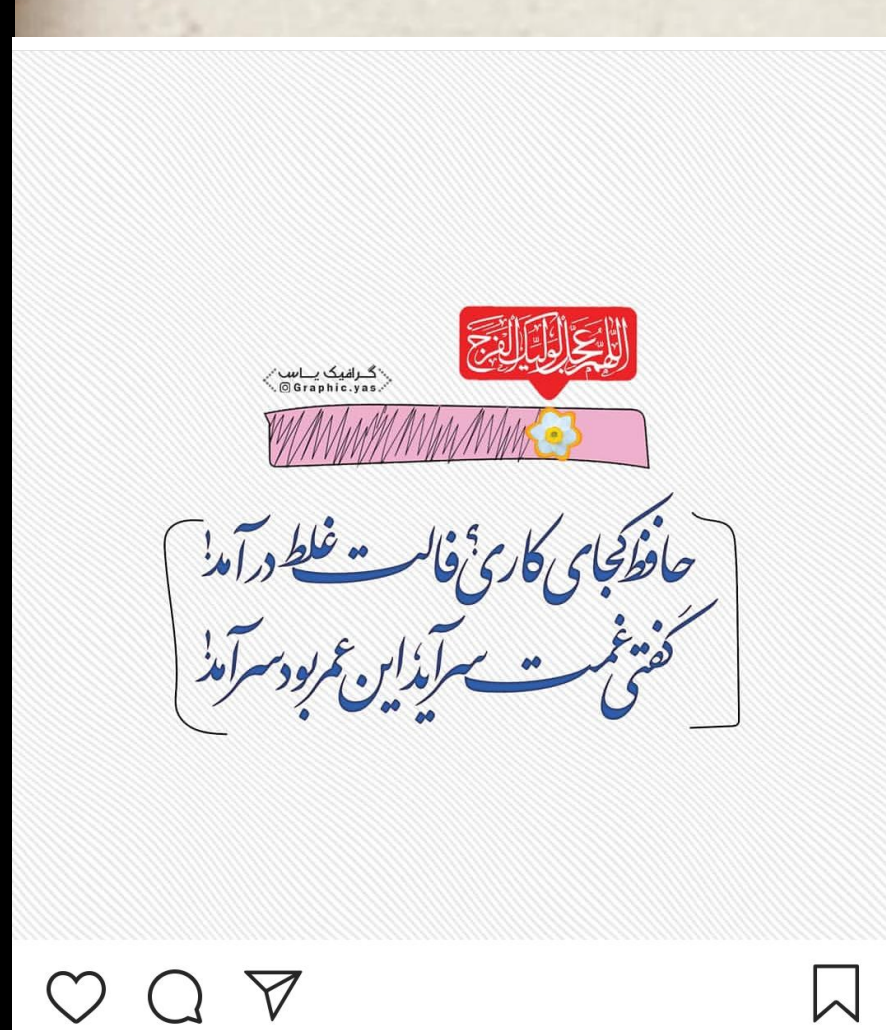 اللهم عجل لولیک الفرج
گرافیک یاس
Graphic.yas
حافظ کجای کاری؟ فالت غلط درآمد!
گفتی غمت سرآید، این عمر بود سرآمد!